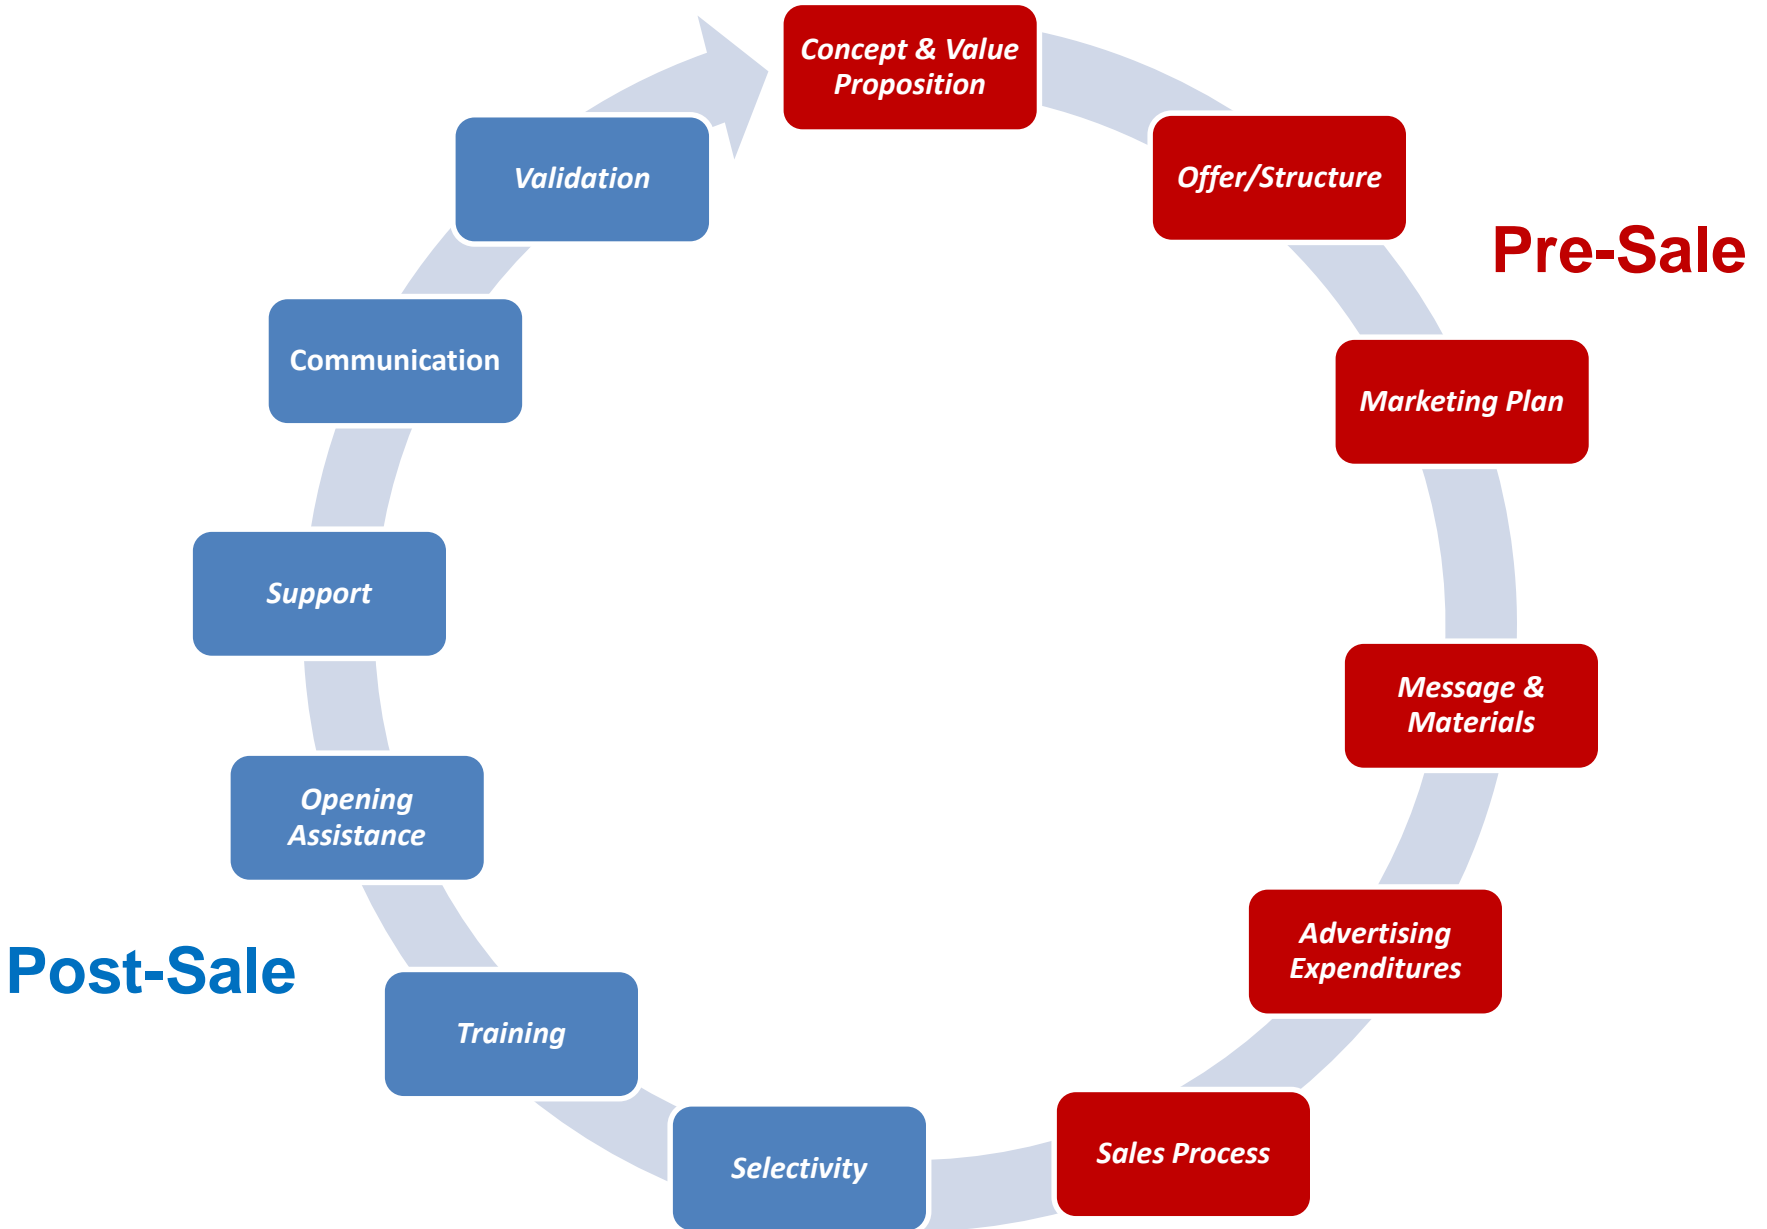 Concept & Value
Proposition
Offer/Structure
Pre-Sale
Marketing Plan
Message &
Materials
Advertising
Expenditures
Sales Process
Selectivity
Training
Post-Sale
Opening
Assistance
Support
Communication
Validation